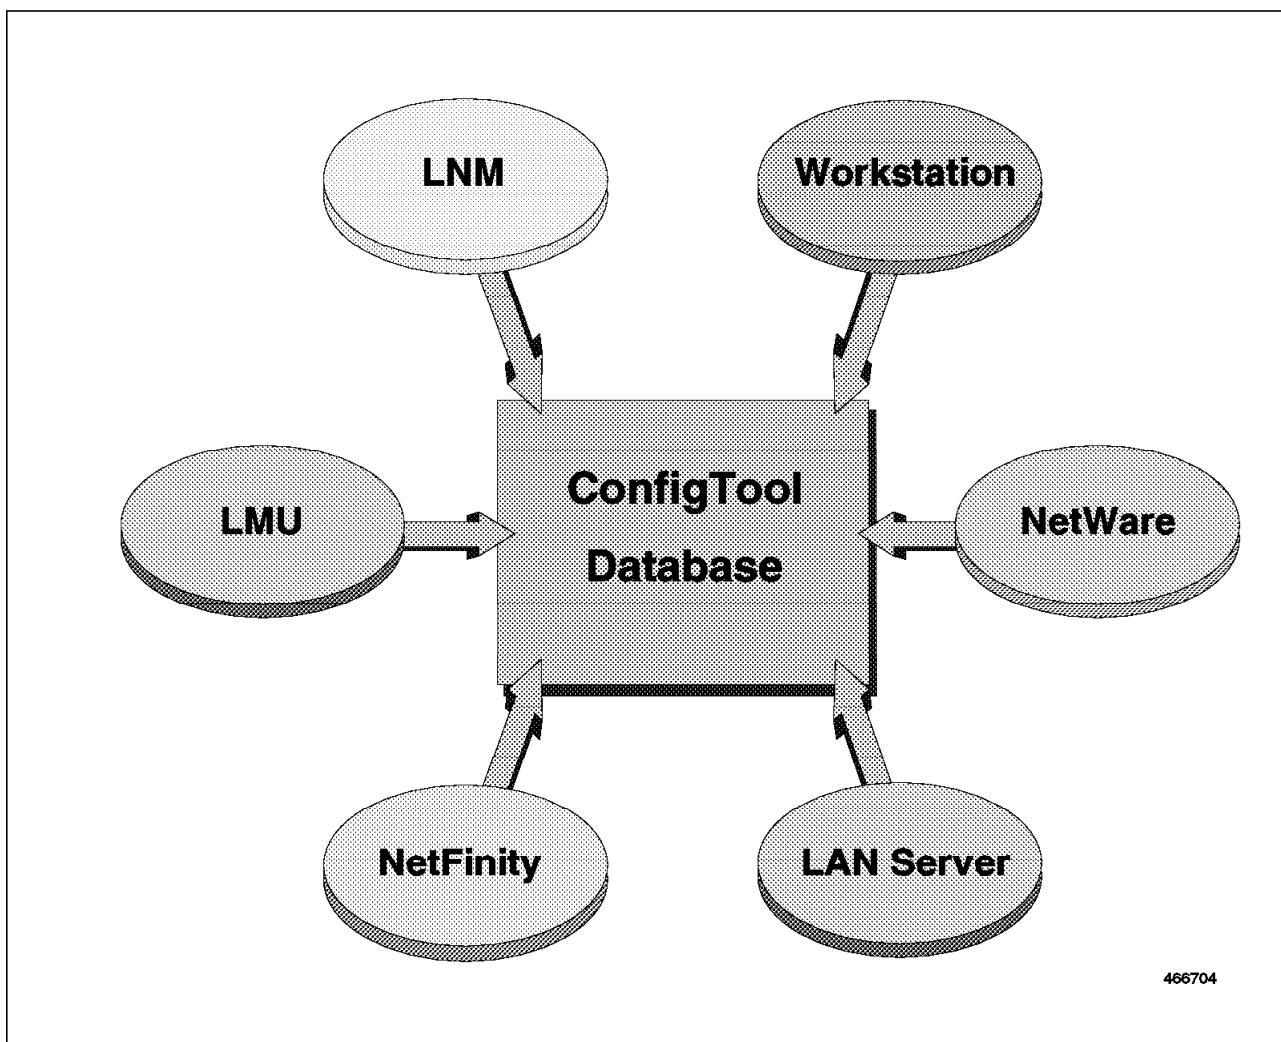 LNM
Workstation
ConfigTool
Database
LMU
NetWare
NetFinity
LAN Server
466704